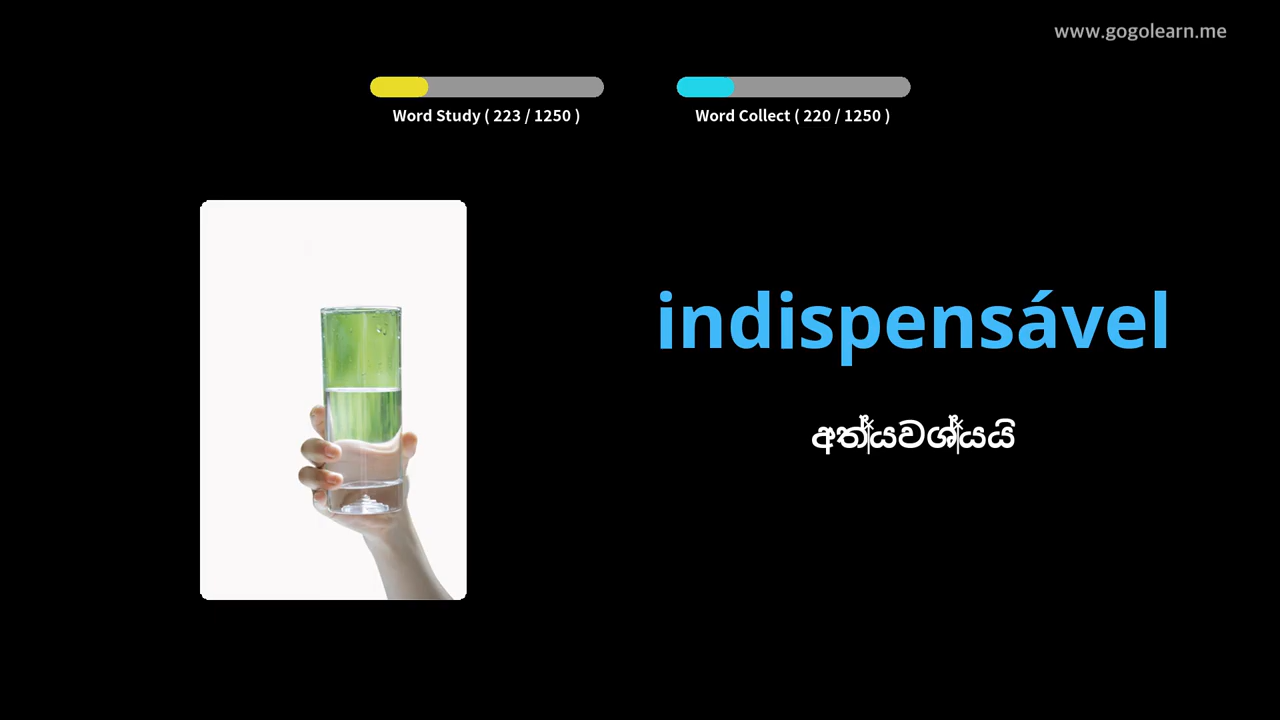 www.gogolearn.me
Word Study ( 223 / 1250 )
Word Collect ( 220 / 1250 )
indispensável
අත්‍යවශ්‍යයි